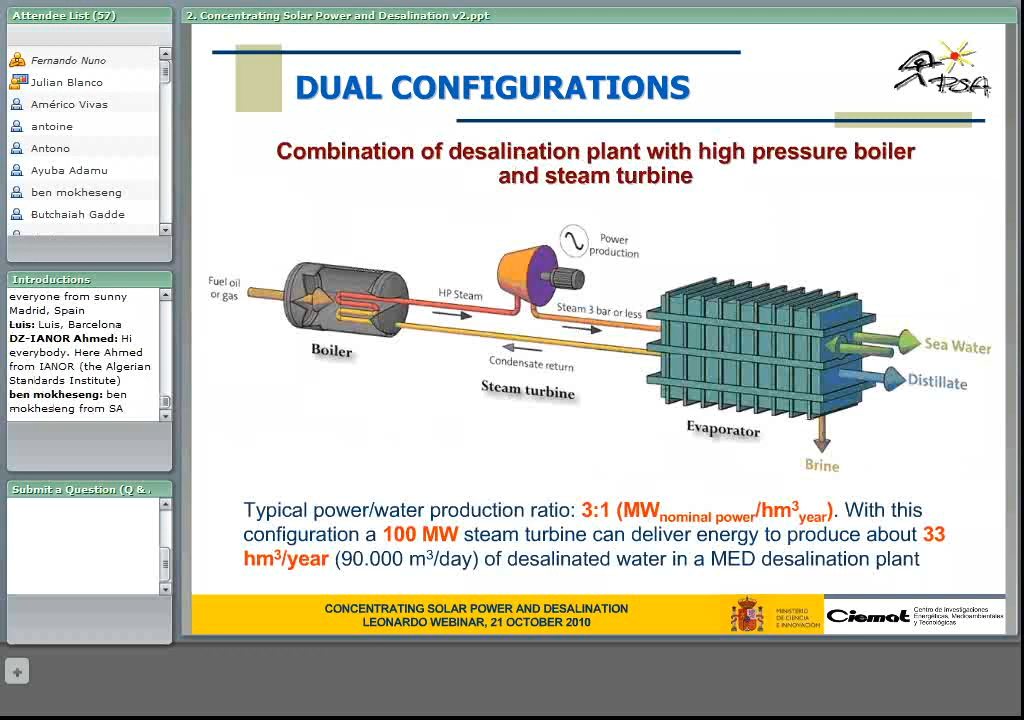 Attendee List (57)
Fernando Nuno
Julian Blanco
Américo Vivas
antoine
Antono
Ayuba Adamu
ben mokheseng
Butchaiah Gadde
Introductions
everyone from sunny
Madrid, Spain
Luis: Luis, Barcelona
DZ-IANOR Ahmed: Hi
everybody. Here Ahmed
from IANOR (the Algerian
Standards Institute)
ben mokheseng: ben
mokheseng from SA
Submit a Question (Q &
2. Concentrating Solar Power and Desalination v2.ppt
DUAL CONFIGURATIONS
PSA
Combination of desalination plant with high pressure boiler
and steam turbine
Fuel oil
or gas
Boiler
HP Steam
Power
production
Steam 3 bar or less
Condensate return
Steam turbine
Evaporator
Sea Water
Distillate
Brine
Typical power/water production ratio: 3:1 (MWnominal power/hm3year). With this
configuration a 100 MW steam turbine can deliver energy to produce about 33
hm3/year (90.000 m3/day) of desalinated water in a MED desalination plant
CONCENTRATING SOLAR POWER AND DESALINATION
LEONARDO WEBINAR, 21 OCTOBER 2010
MINISTERIO
DE CIENCIA
E INNOVACIÓN
Ciemat
Centro de Investigaciones
Energéticas, Medioambientales
y Tecnológicas